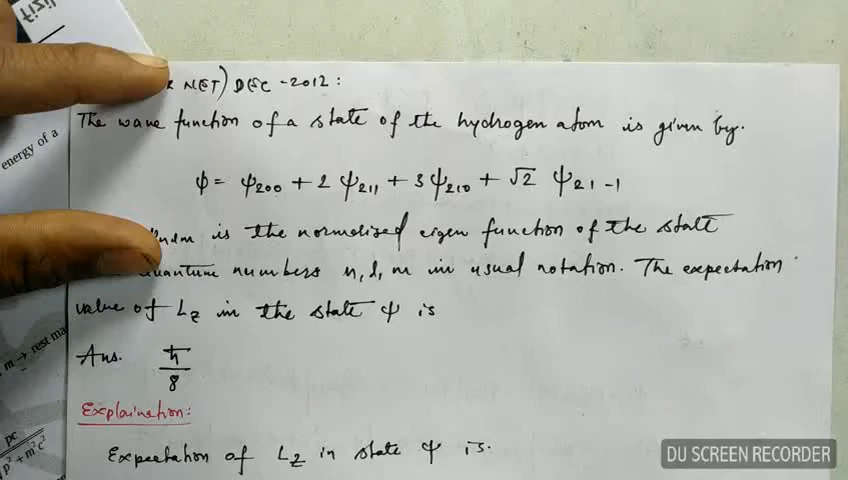 NET) DEC -2012:
The wave function of a state of the hydrogen atom is given by.
ψ = ψ200 + 2 ψ211 + 3 ψ210 + √2 ψ21-1
is the normalised eigen function of the state
quantum numbers n, l, m in usual notation. The expectation
value of Lz in the state ψ is
Ans. ħ/8
Explaination:
Expectation of Lz in state ψ is.
energy of a
m → rest ma
pc
p² + m²c²
DU SCREEN RECORDER